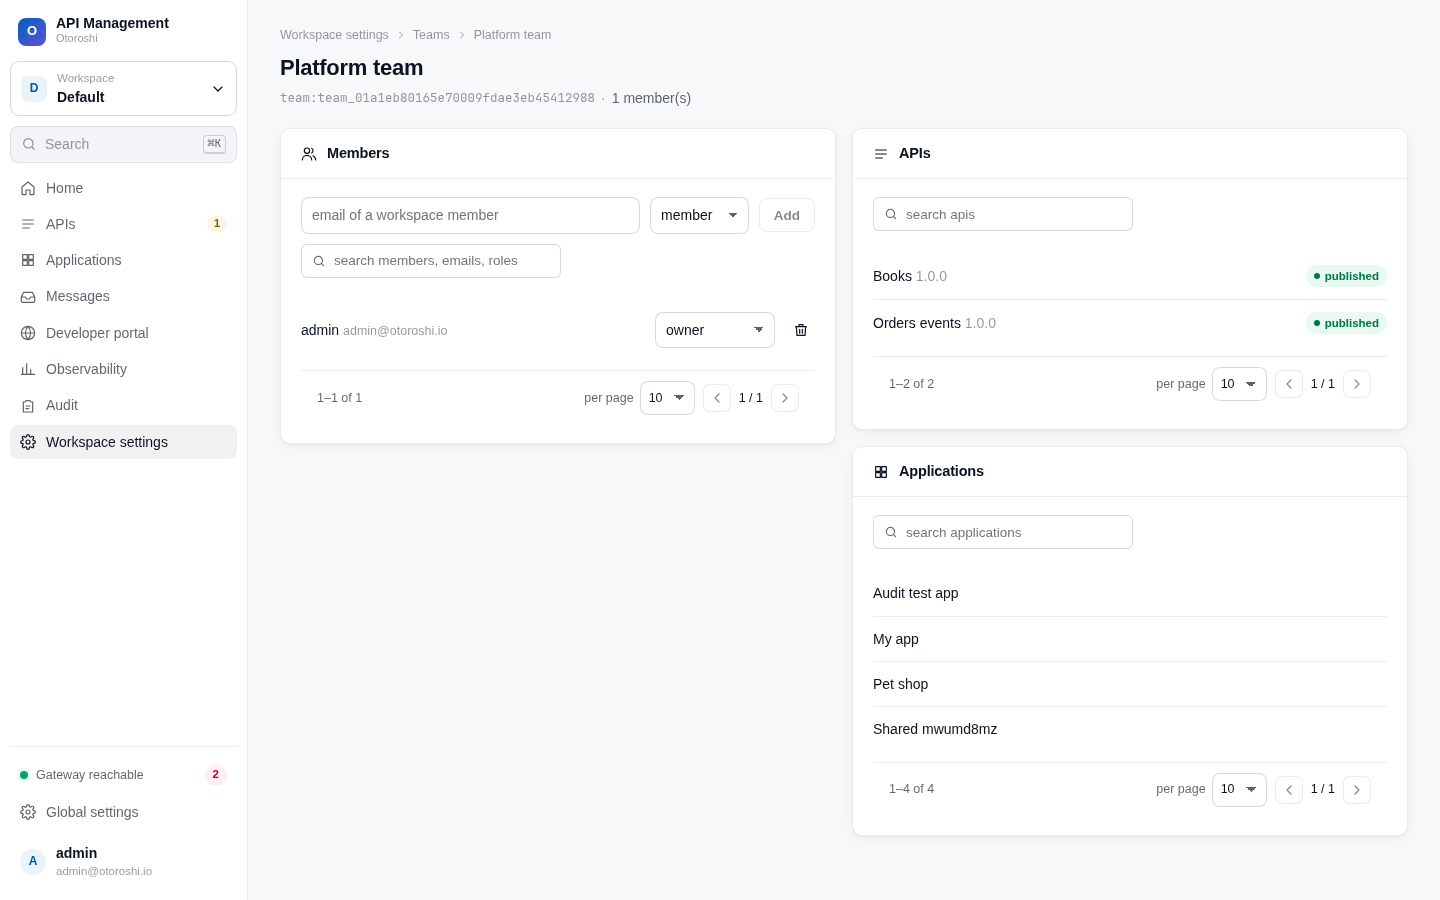 O
API Management
Otoroshi
D
Workspace
Default
Search
⌘K
Home
APIs
1
Applications
Messages
Developer portal
Observability
Audit
Workspace settings
Gateway reachable
2
Global settings
A
admin
admin@otoroshi.io
Workspace settings
Teams
Platform team
Platform team
team:team_01a1eb80165e70009fdae3eb45412988 · 1 member(s)
Members
email of a workspace member
member
Add
search members, emails, roles
admin admin@otoroshi.io
owner
1–1 of 1
per page
10
1 / 1
APIs
search apis
Books 1.0.0
published
Orders events 1.0.0
published
1–2 of 2
per page
10
1 / 1
Applications
search applications
Audit test app
My app
Pet shop
Shared mwumd8mz
1–4 of 4
per page
10
1 / 1